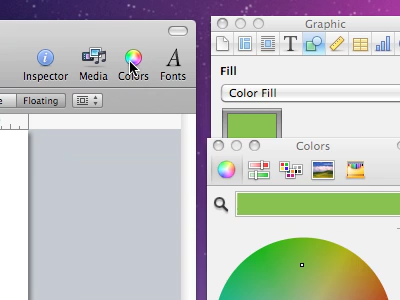 Graphic
Inspector Media Colors Fonts
T
Fill
Color Fill
Floating
Colors